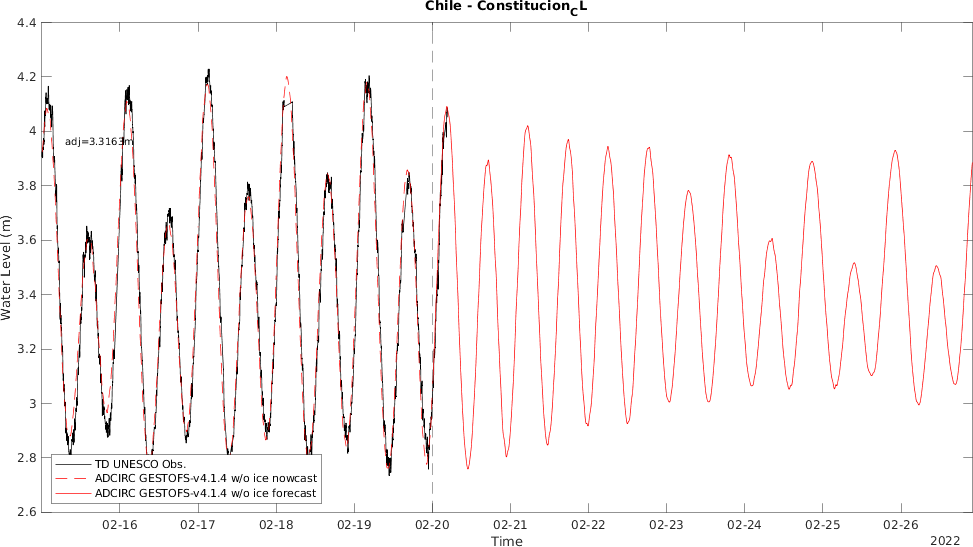 Chile - Constitucion_CL
4.4
4.2
4
3.8
3.6
3.4
3.2
3
2.8
2.6
Water Level (m)
adj=3.3163m
TD UNESCO Obs.
ADCIRC GESTOFS-v4.1.4 w/o ice nowcast
ADCIRC GESTOFS-v4.1.4 w/o ice forecast
02-16 02-17 02-18 02-19 02-20 02-21 02-22 02-23 02-24 02-25 02-26
Time
2022